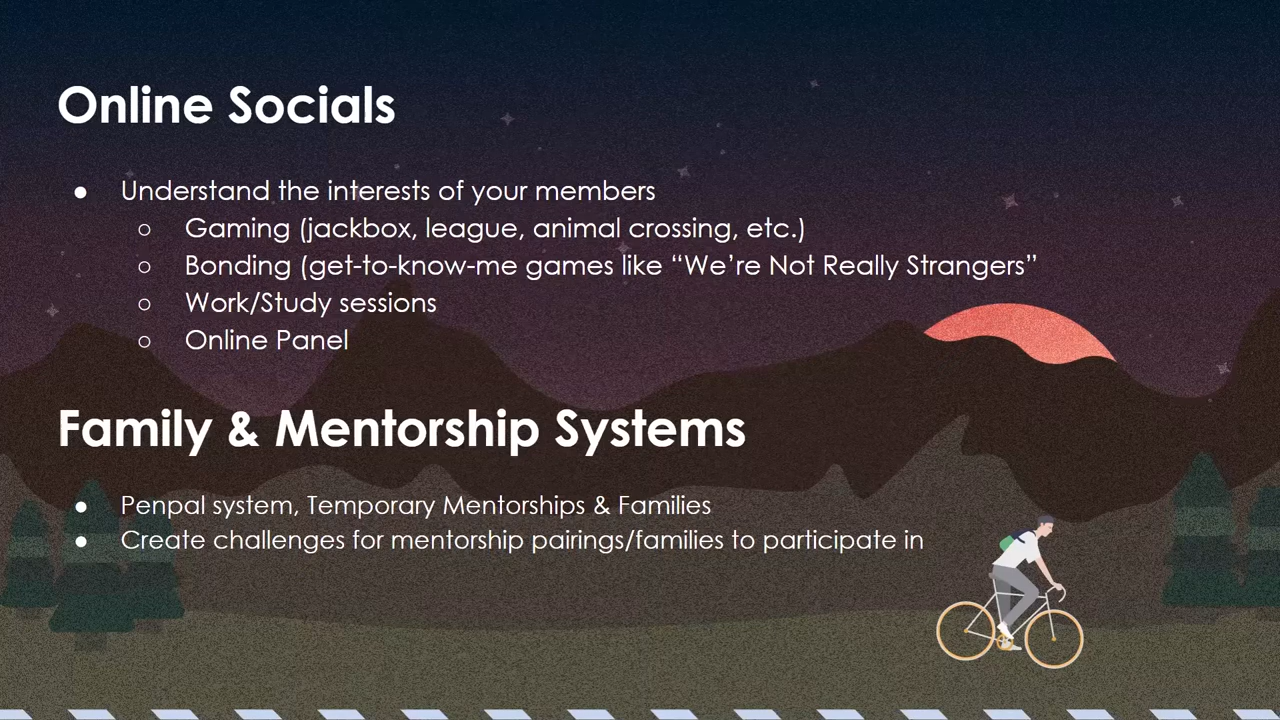 Online Socials
● Understand the interests of your members
○ Gaming (jackbox, league, animal crossing, etc.)
○ Bonding (get-to-know-me games like “We’re Not Really Strangers”
○ Work/Study sessions
○ Online Panel
Family & Mentorship Systems
● Penpal system, Temporary Mentorships & Families
● Create challenges for mentorship pairings/families to participate in